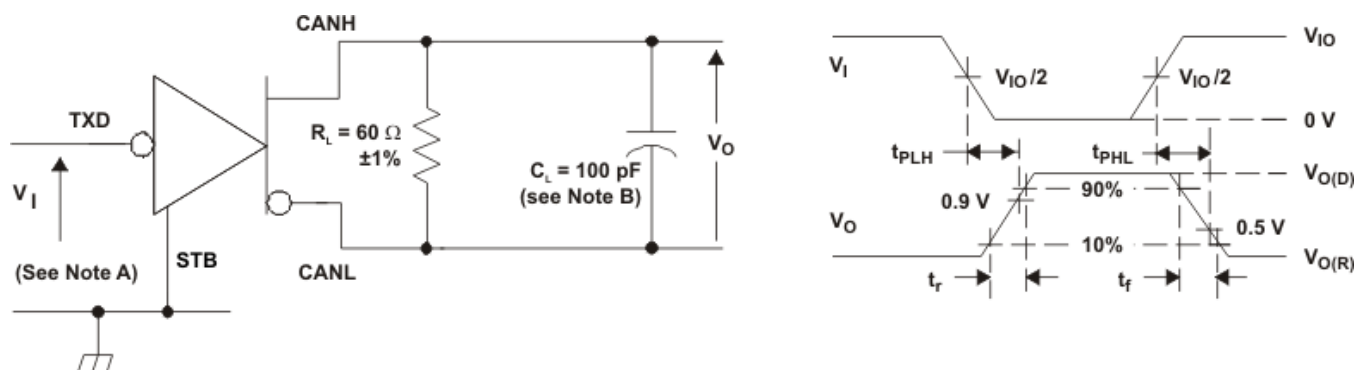 CANH
TXD
R_L = 60 Ω
±1%
C_L = 100 pF
(see Note B)
V_O
V_I
(See Note A)
STB
CANL
V_I
V_IO/2
V_IO/2
V_IO
0 V
t_PLH
t_PHL
V_O(D)
0.9 V
90%
V_O
0.5 V
10%
V_O(R)
t_r
t_f